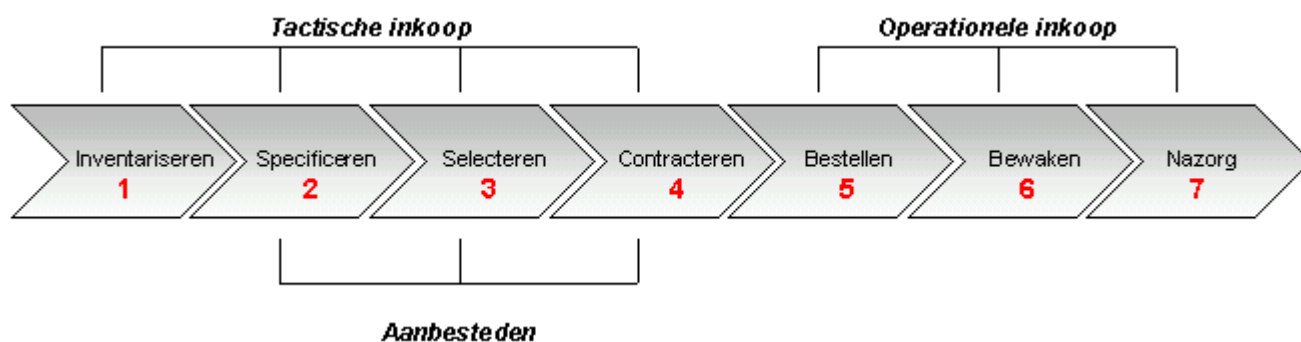 Tactische inkoop
Operationele inkoop
Inventariseren
1
Specificeren
2
Selecteren
3
Contracteren
4
Bestellen
5
Bewaken
6
Nazorg
7
Aanbesteden